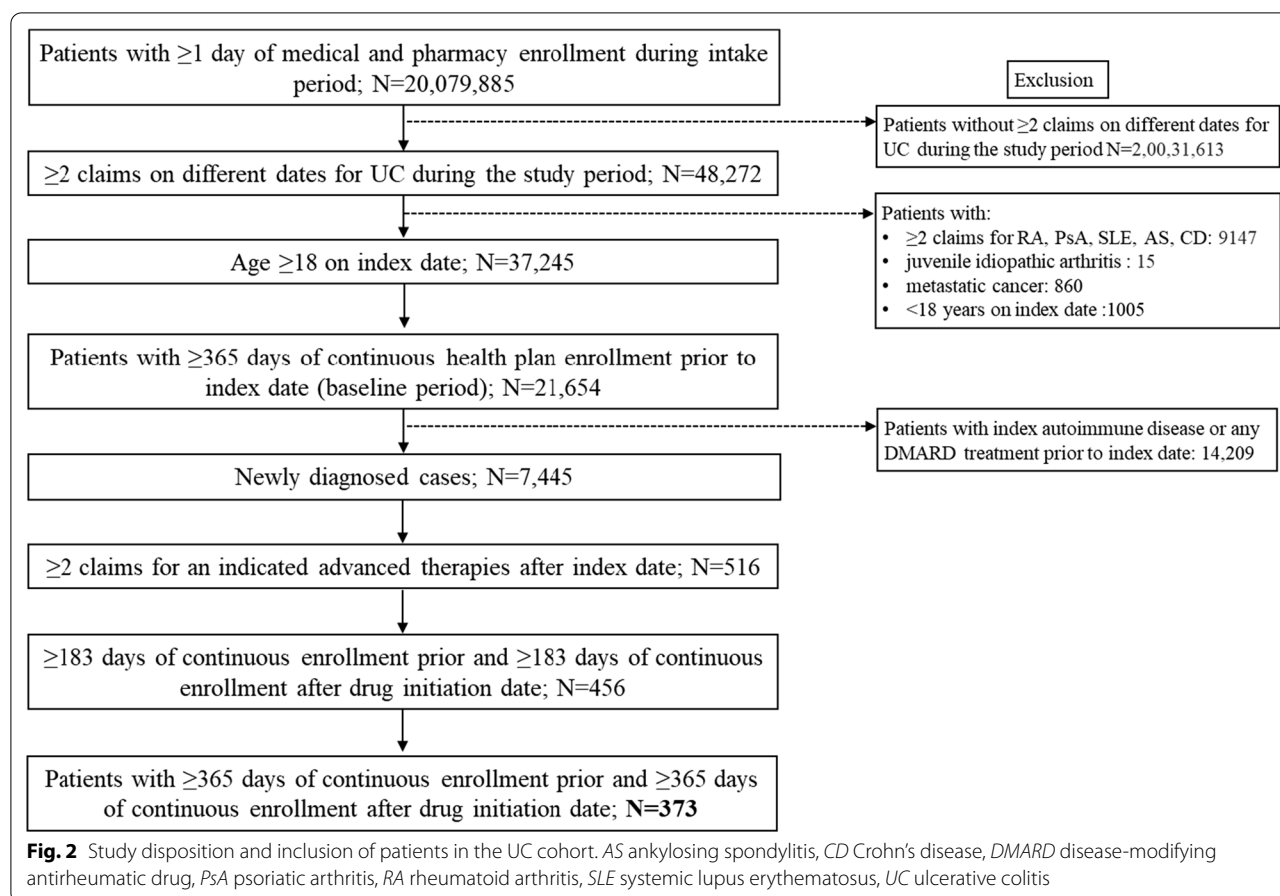 Patients with ≥1 day of medical and pharmacy enrollment during intake
period; N=20,079,885
Exclusion
Patients without ≥2 claims on different dates for
UC during the study period N=2,00,31,613
≥2 claims on different dates for UC during the study period; N=48,272
Patients with:
• ≥2 claims for RA, PsA, SLE, AS, CD: 9147
• juvenile idiopathic arthritis : 15
• metastatic cancer: 860
• <18 years on index date :1005
Age ≥18 on index date; N=37,245
Patients with ≥365 days of continuous health plan enrollment prior to
index date (baseline period); N=21,654
Patients with index autoimmune disease or any
DMARD treatment prior to index date: 14,209
Newly diagnosed cases; N=7,445
≥2 claims for an indicated advanced therapies after index date; N=516
≥183 days of continuous enrollment prior and ≥183 days of continuous
enrollment after drug initiation date; N=456
Patients with ≥365 days of continuous enrollment prior and ≥365 days
of continuous enrollment after drug initiation date; N=373
Fig. 2 Study disposition and inclusion of patients in the UC cohort. AS ankylosing spondylitis, CD Crohn's disease, DMARD disease-modifying
antirheumatic drug, PsA psoriatic arthritis, RA rheumatoid arthritis, SLE systemic lupus erythematosus, UC ulcerative colitis